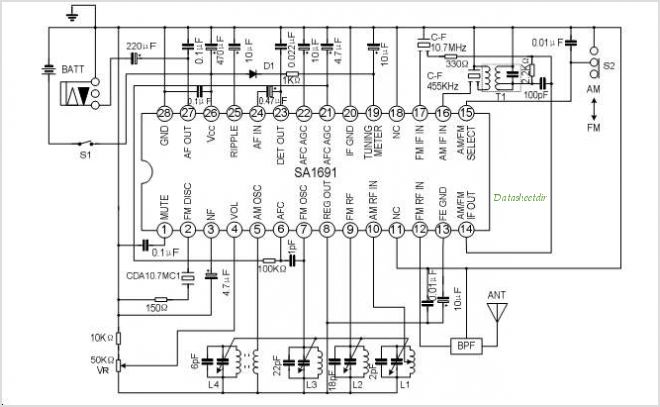 BATT
S1
50KΩ
VR
10KΩ
220μF
CDA10.7MC1
150Ω
0.1μF
1 MUTE
GND 28
2 FM DISC
AF OUT 27
0.1μF
0.1μF
3 NF
Vcc 26
470μF
4.7μF
6pF
L4
4 VOL
RIPPLE 25
10μF
5 AM OSC
AF IN 24
D1
100KΩ
0.47μF
1KΩ
6 AFC
DET OUT 23
0.022μF
22pF
1pF
L3
7 FM OSC
AFC AGC 22
10μF
SA1691
18pF
8 REG OUT
AFC AGC 21
4.7μF
L2
9 FM RF
IF GND 20
2pF
10 AM RF IN
TUNING
METER 19
10μF
L1
11 NC
NC 18
0.01μF
12 FM RF IN
FM IF IN 17
C-F
10.7MHz
10μF
13 FE GND
AM IF IN 16
C-F
455KHz
330Ω
BPF
14 AM/FM
IF OUT
AM/FM
SELECT 15
T1
ANT
Datasheetdir
2.2KΩ
100pF
0.01μF
FM
AM
S2